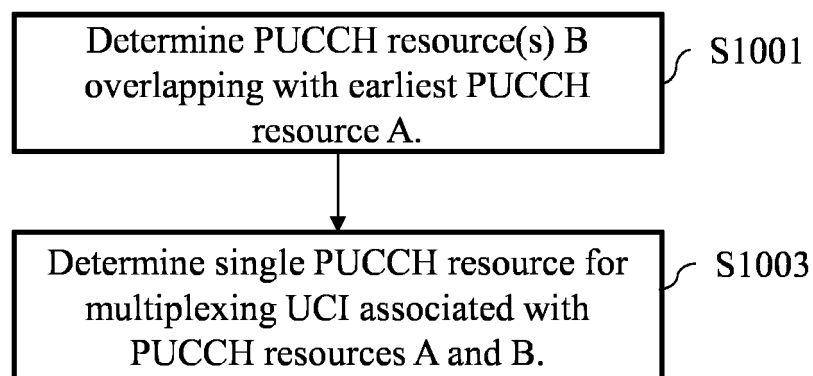 Determine PUCCH resource(s) B
overlapping with earliest PUCCH
resource A.
S1001
Determine single PUCCH resource for
multiplexing UCI associated with
PUCCH resources A and B.
S1003